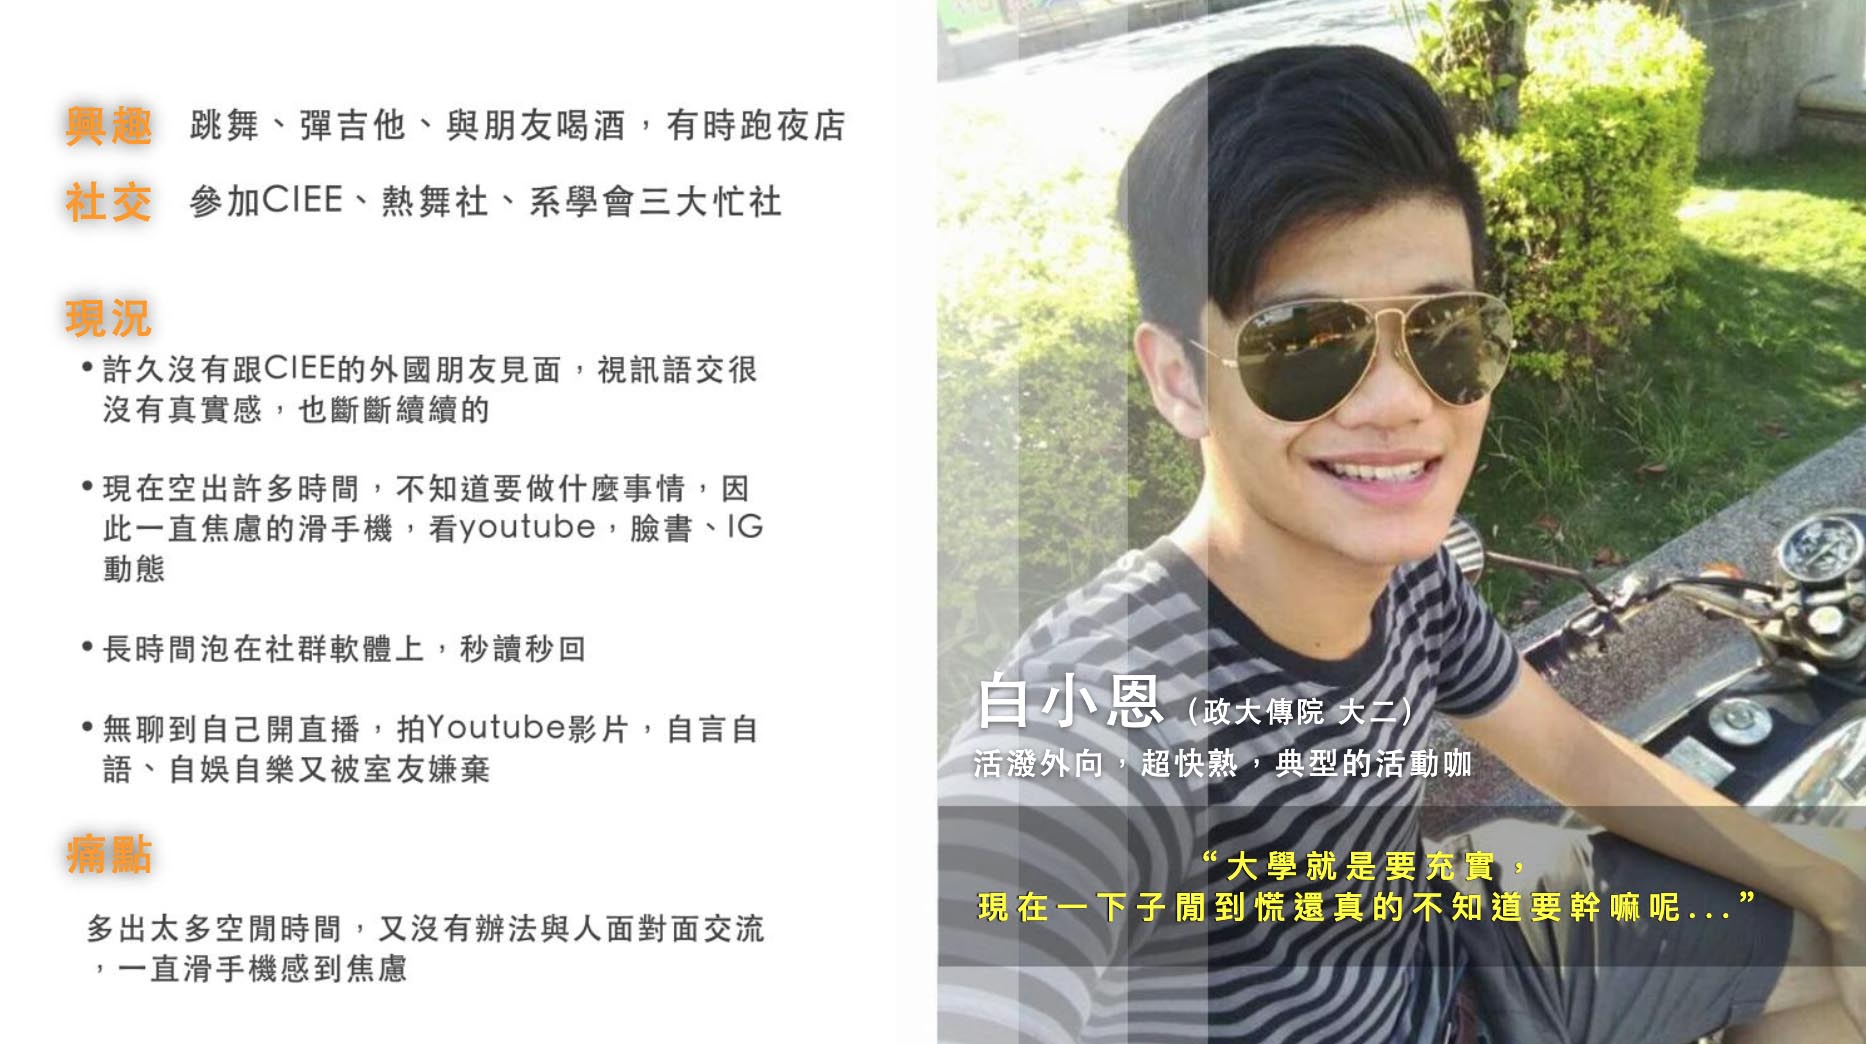 興趣 跳舞、彈吉他、與朋友喝酒，有時跑夜店
社交 參加CIEE、熱舞社、系學會三大忙社
現況
•許久沒有跟CIEE的外國朋友見面，視訊語交很
沒有真實感，也斷斷續續的
•現在空出許多時間，不知道要做什麼事情，因
此一直焦慮的滑手機，看youtube，臉書、IG
動態
•長時間泡在社群軟體上，秒讀秒回
•無聊到自己開直播，拍Youtube影片，自言自
語、自娛自樂又被室友嫌棄
痛點
多出太多空閒時間，又沒有辦法與人面對面交流
，一直滑手機感到焦慮
白小恩（政大傳院 大二）
活潑外向，超快熟，典型的活動咖
“大學就是要充實，
現在一下子閒到慌還真的不知道要幹嘛呢...”